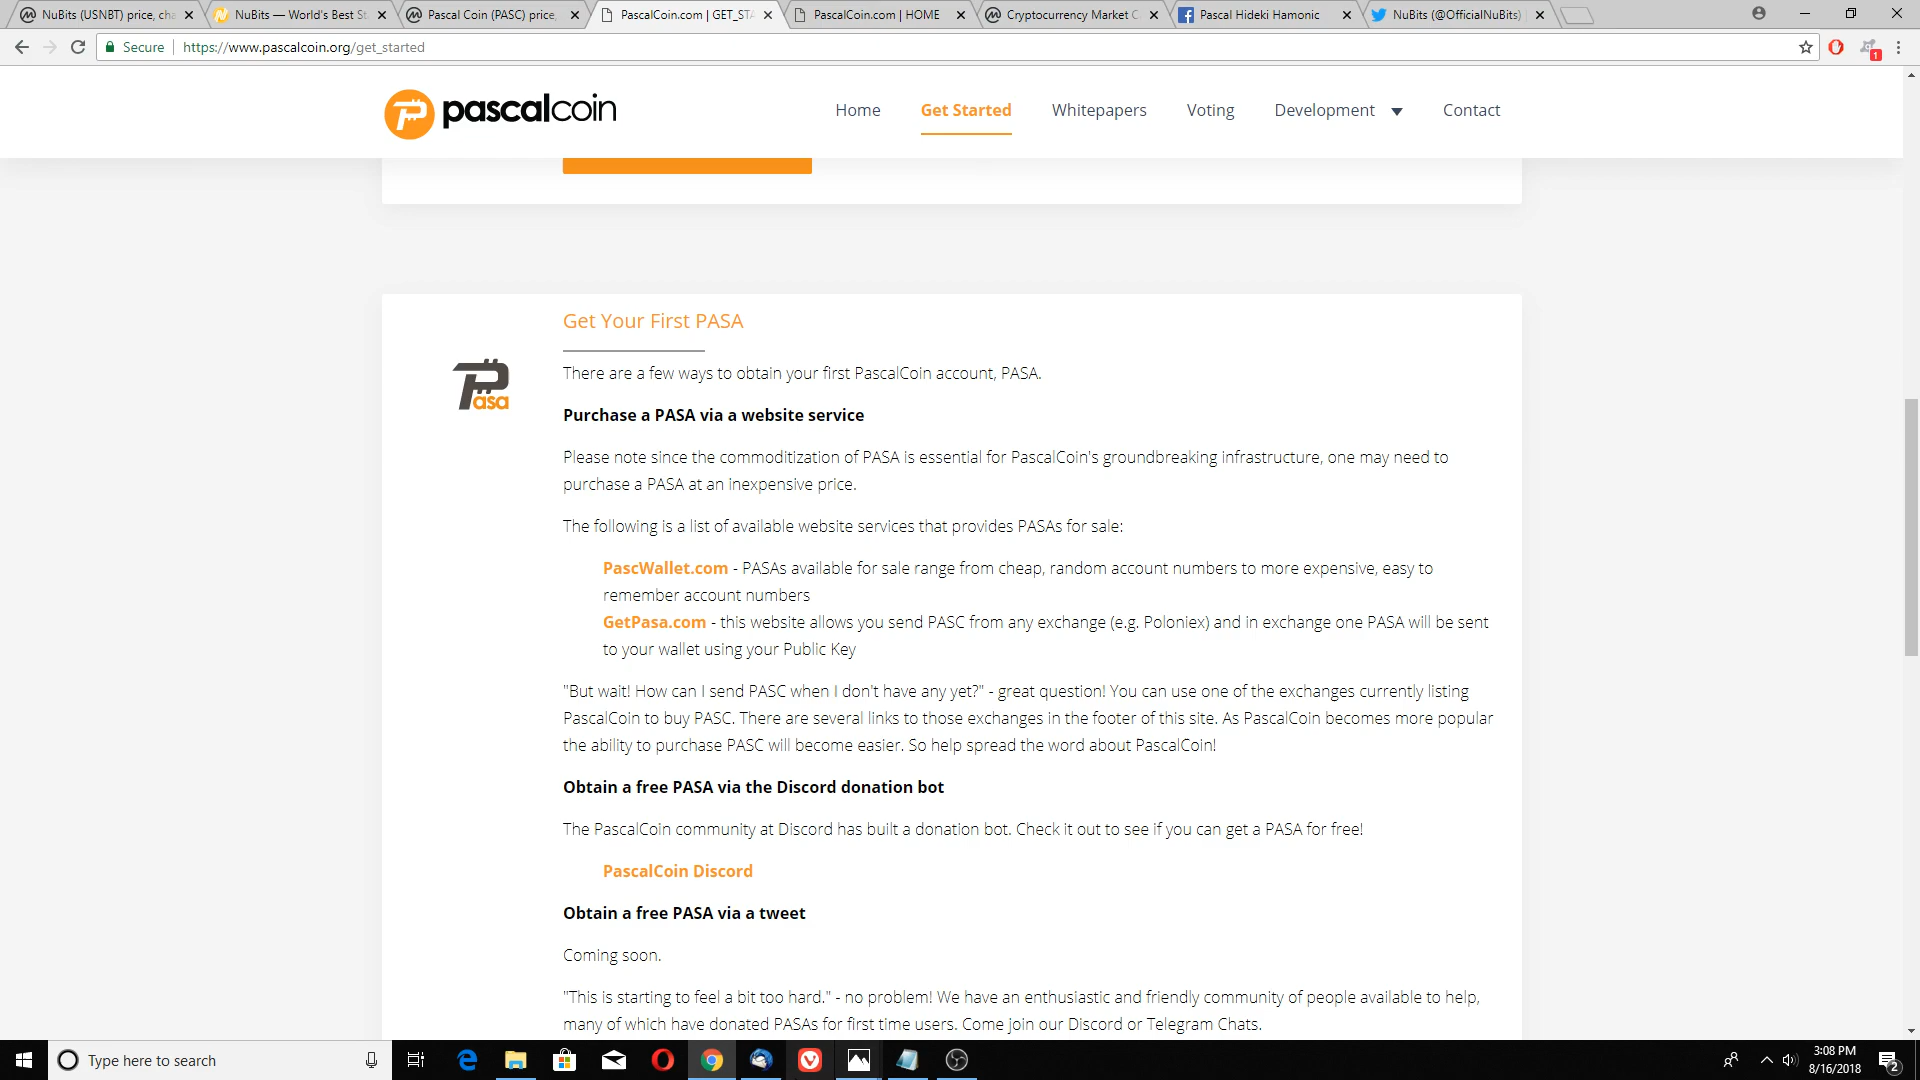 NuBits (USNBT) price, cha
NuBits — World's Best St
Pascal Coin (PASC) price,
PascalCoin.com | GET_STA
PascalCoin.com | HOME
Cryptocurrency Market C
Pascal Hideki Hamonic
NuBits (@OfficialNuBits)
Secure
https://www.pascalcoin.org/get_started
1
pascalcoin
Home
Get Started
Whitepapers
Voting
Development
Contact
Get Your First PASA
Pasa
There are a few ways to obtain your first PascalCoin account, PASA.
Purchase a PASA via a website service
Please note since the commoditization of PASA is essential for PascalCoin's groundbreaking infrastructure, one may need to
purchase a PASA at an inexpensive price.
The following is a list of available website services that provides PASAs for sale:
PascWallet.com - PASAs available for sale range from cheap, random account numbers to more expensive, easy to
remember account numbers
GetPasa.com - this website allows you send PASC from any exchange (e.g. Poloniex) and in exchange one PASA will be sent
to your wallet using your Public Key
"But wait! How can I send PASC when I don't have any yet?" - great question! You can use one of the exchanges currently listing
PascalCoin to buy PASC. There are several links to those exchanges in the footer of this site. As PascalCoin becomes more popular
the ability to purchase PASC will become easier. So help spread the word about PascalCoin!
Obtain a free PASA via the Discord donation bot
The PascalCoin community at Discord has built a donation bot. Check it out to see if you can get a PASA for free!
PascalCoin Discord
Obtain a free PASA via a tweet
Coming soon.
"This is starting to feel a bit too hard." - no problem! We have an enthusiastic and friendly community of people available to help,
many of which have donated PASAs for first time users. Come join our Discord or Telegram Chats.
Type here to search
3:08 PM
8/16/2018
2